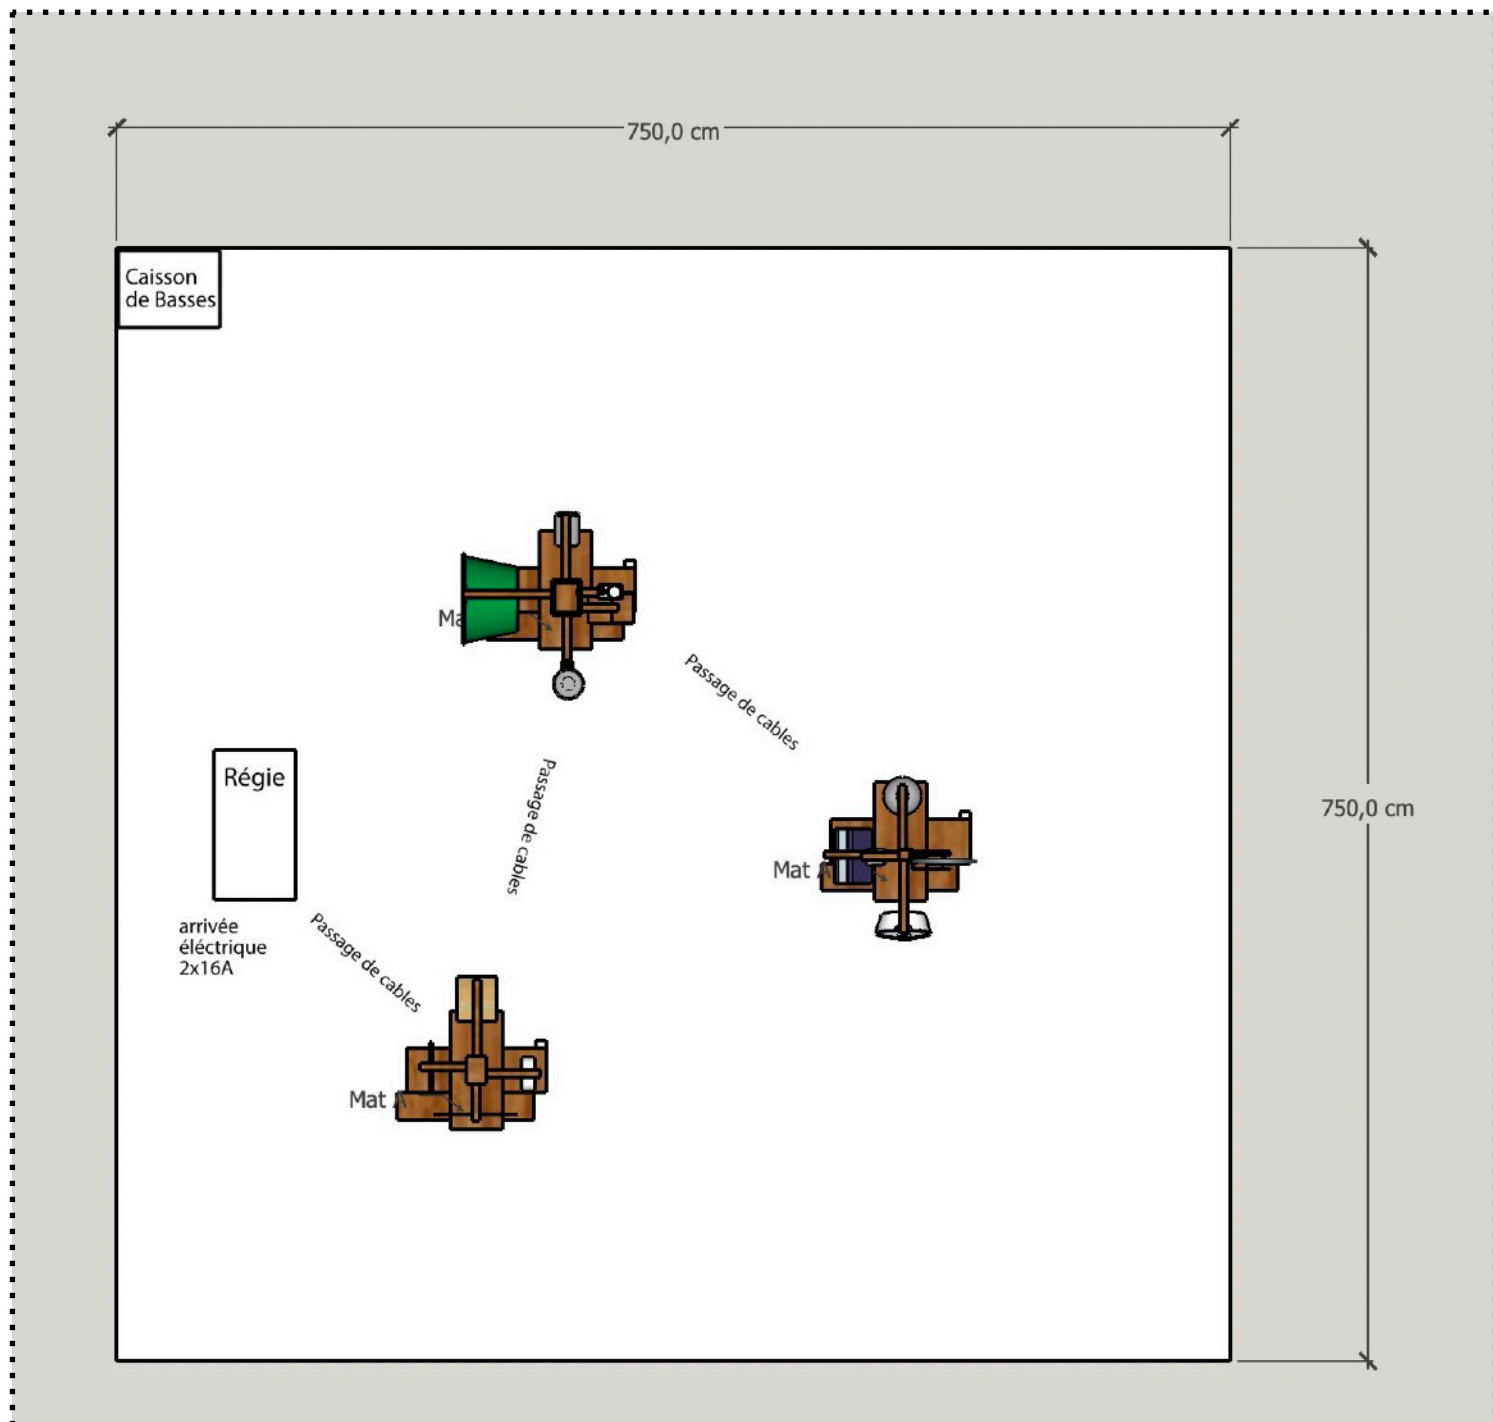 750,0 cm
Caisson
de Basses
Ma
Passage de cables
Passage de cables
Régie
750,0 cm
Mat A
arrivée
éléctrique
2x16A
Passage de cables
Mat A